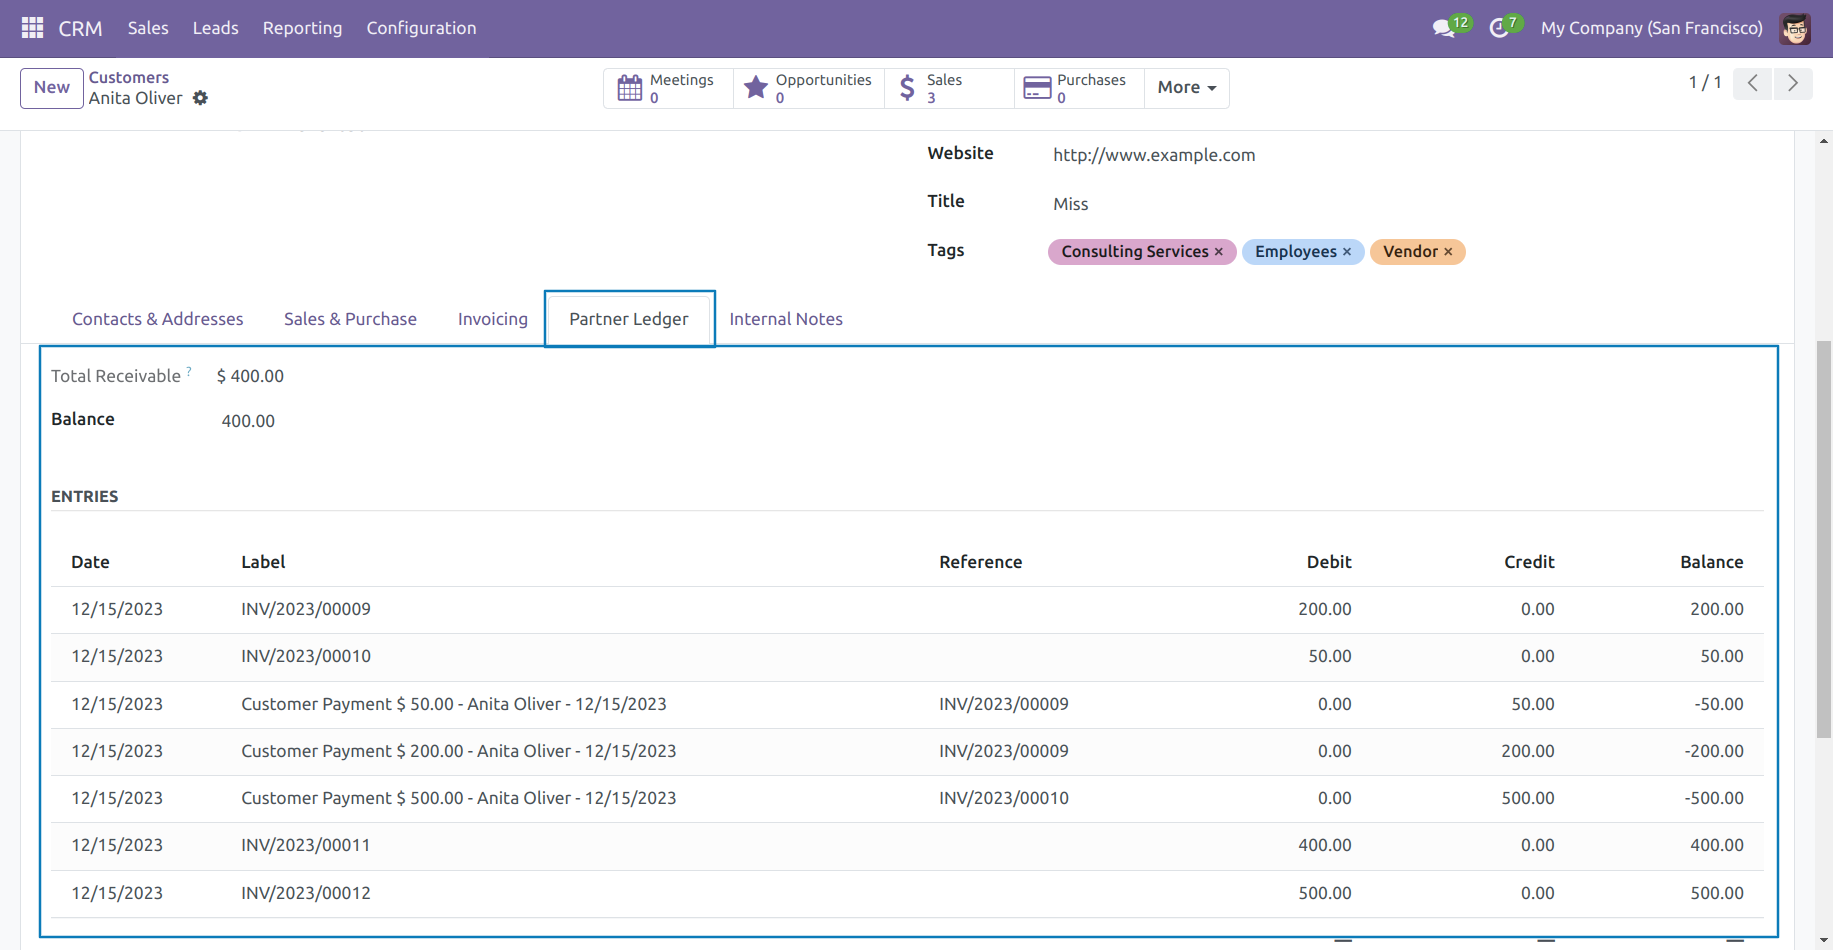 CRM Sales Leads Reporting Configuration 12 7 My Company (San Francisco)
New Customers Meetings Opportunities Sales Purchases More 1 / 1
Anita Oliver 0 0 3 0
Website http://www.example.com
Title Miss
Tags Consulting Services × Employees × Vendor ×
Contacts & Addresses Sales & Purchase Invoicing Partner Ledger Internal Notes
Total Receivable ? $ 400.00
Balance 400.00
ENTRIES
Date Label Reference Debit Credit Balance
12/15/2023 INV/2023/00009 200.00 0.00 200.00
12/15/2023 INV/2023/00010 50.00 0.00 50.00
12/15/2023 Customer Payment $ 50.00 - Anita Oliver - 12/15/2023 INV/2023/00009 0.00 50.00 -50.00
12/15/2023 Customer Payment $ 200.00 - Anita Oliver - 12/15/2023 INV/2023/00009 0.00 200.00 -200.00
12/15/2023 Customer Payment $ 500.00 - Anita Oliver - 12/15/2023 INV/2023/00010 0.00 500.00 -500.00
12/15/2023 INV/2023/00011 400.00 0.00 400.00
12/15/2023 INV/2023/00012 500.00 0.00 500.00